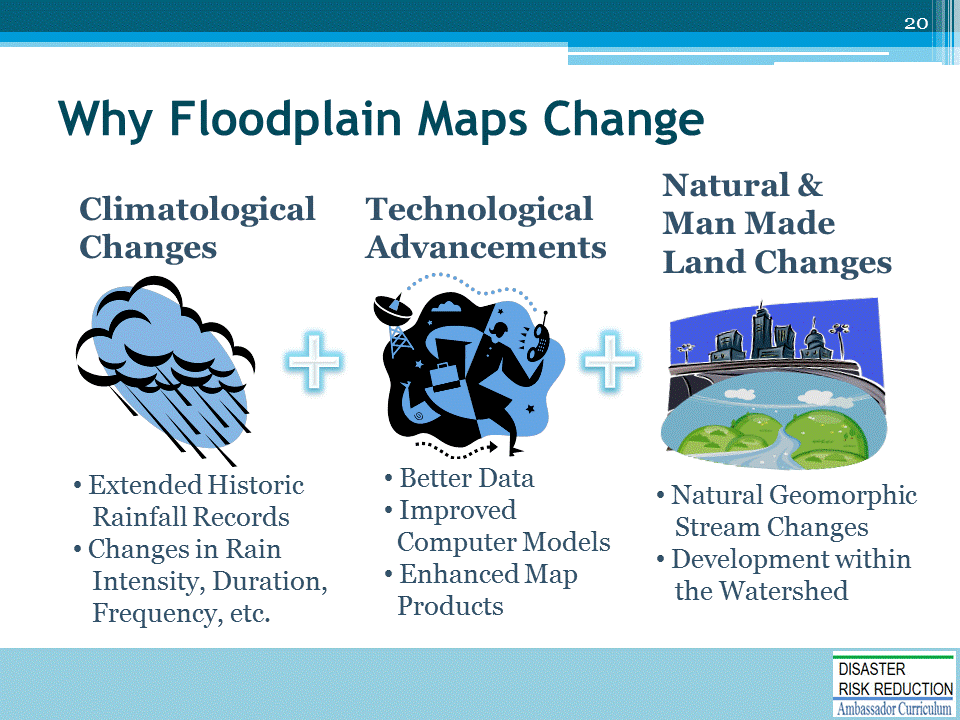 20
Why Floodplain Maps Change
Climatological
Changes
• Extended Historic
Rainfall Records
• Changes in Rain
Intensity, Duration,
Frequency, etc.
Technological
Advancements
• Better Data
• Improved
Computer Models
• Enhanced Map
Products
Natural &
Man Made
Land Changes
• Natural Geomorphic
Stream Changes
• Development within
the Watershed
DISASTER
RISK REDUCTION
Ambassador Curriculum